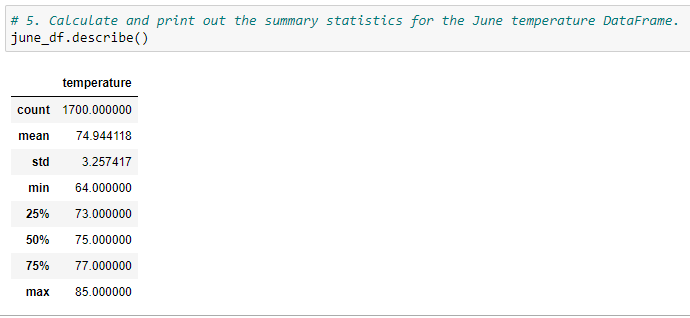 # 5. Calculate and print out the summary statistics for the June temperature DataFrame.
june_df.describe()
temperature
count 1700.000000
mean 74.944118
std 3.257417
min 64.000000
25% 73.000000
50% 75.000000
75% 77.000000
max 85.000000